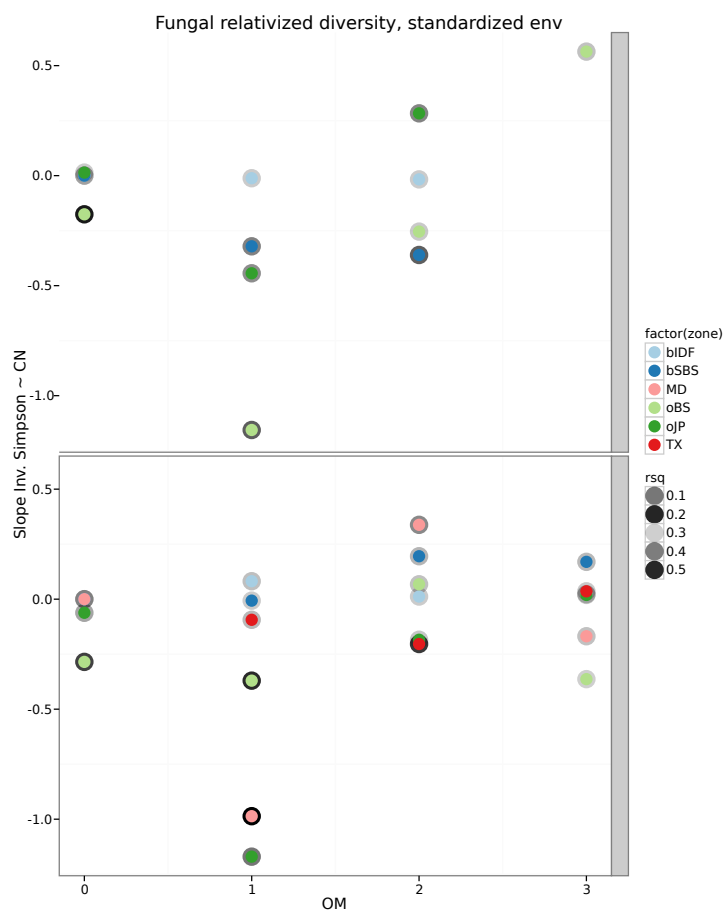 Fungal relativized diversity, standardized env
Slope Inv. Simpson ~ CN
0.5
0.0
-0.5
-1.0
0.5
0.0
-0.5
-1.0
0
1
2
3
OM
factor(zone)
bIDF
bSBS
MD
oBS
oJP
TX
rsq
0.1
0.2
0.3
0.4
0.5